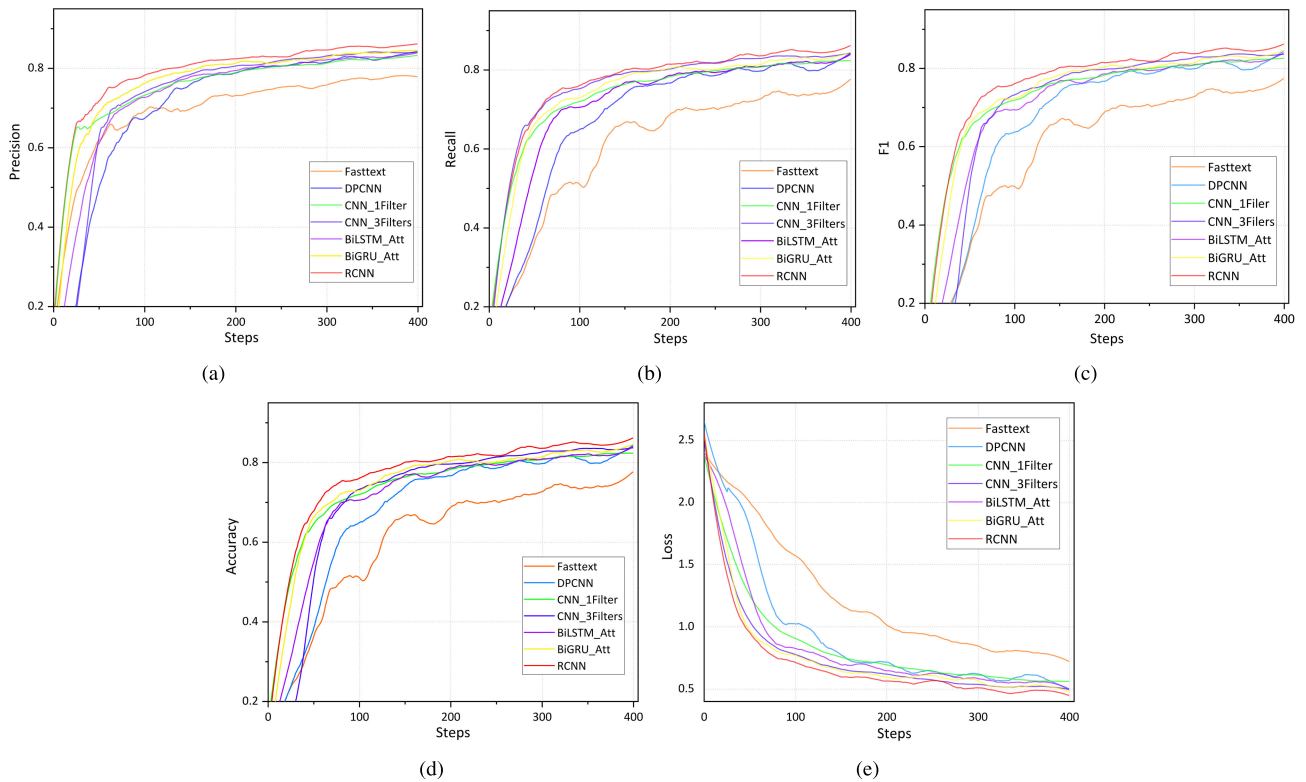 Precision
0.8
0.6
0.4
0.2
0
100
200
300
400
Steps
Fasttext
DPCNN
CNN_1Filter
CNN_3Filters
BiLSTM_Att
BiGRU_Att
RCNN
(a)
Recall
0.8
0.6
0.4
0.2
0
100
200
300
400
Steps
Fasttext
DPCNN
CNN_1Filter
CNN_3Filters
BiLSTM_Att
BiGRU_Att
RCNN
(b)
F1
0.8
0.6
0.4
0.2
0
100
200
300
400
Steps
Fasttext
DPCNN
CNN_1Filer
CNN_3Filers
BiLSTM_Att
BiGRU_Att
RCNN
(c)
Accuracy
0.8
0.6
0.4
0.2
0
100
200
300
400
Steps
Fasttext
DPCNN
CNN_1Filter
CNN_3Filters
BiLSTM_Att
BiGRU_Att
RCNN
(d)
Loss
2.5
2.0
1.5
1.0
0.5
0
100
200
300
400
Steps
Fasttext
DPCNN
CNN_1Filter
CNN_3Filters
BiLSTM_Att
BiGRU_Att
RCNN
(e)